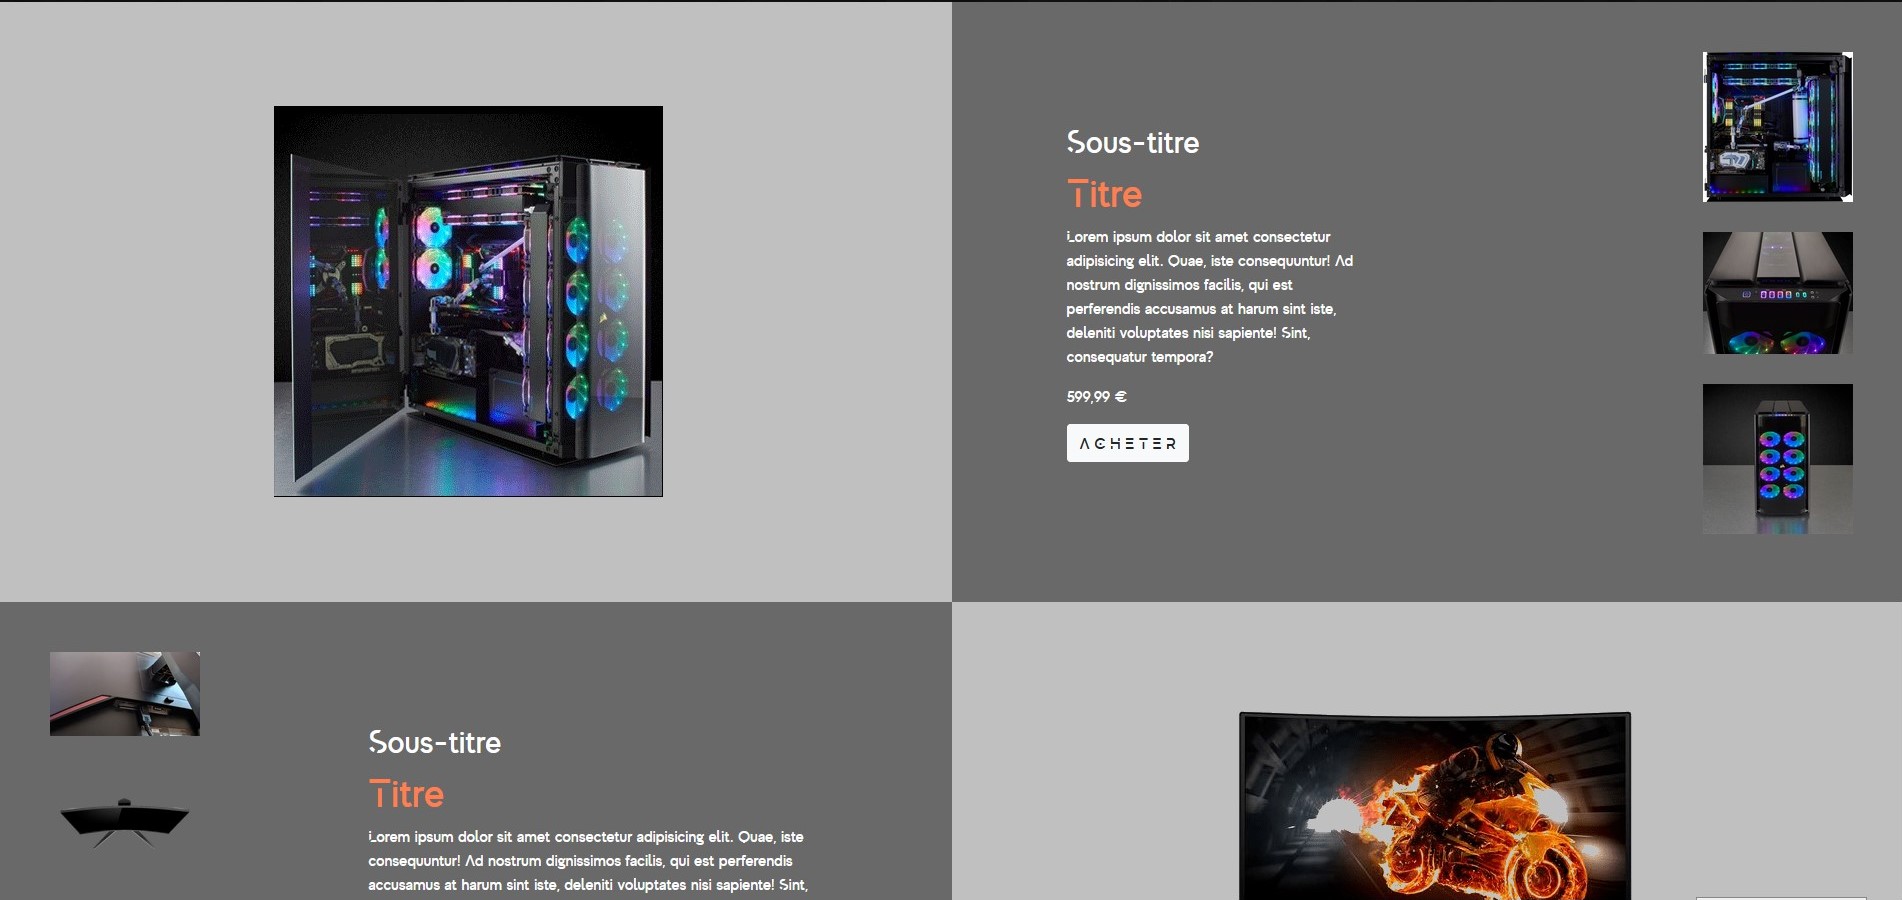 Sous-titre
Titre
Lorem ipsum dolor sit amet consectetur
adipisicing elit. Quae, iste consequuntur! Ad
nostrum dignissimos facilis, qui est
perferendis accusamus at harum sint iste,
deleniti voluptates nisi sapiente! Sint,
consequatur tempora?
599,99 €
ACHETER
Sous-titre
Titre
Lorem ipsum dolor sit amet consectetur adipisicing elit. Quae, iste
consequuntur! Ad nostrum dignissimos facilis, qui est perferendis
accusamus at harum sint iste, deleniti voluptates nisi sapiente! Sint,